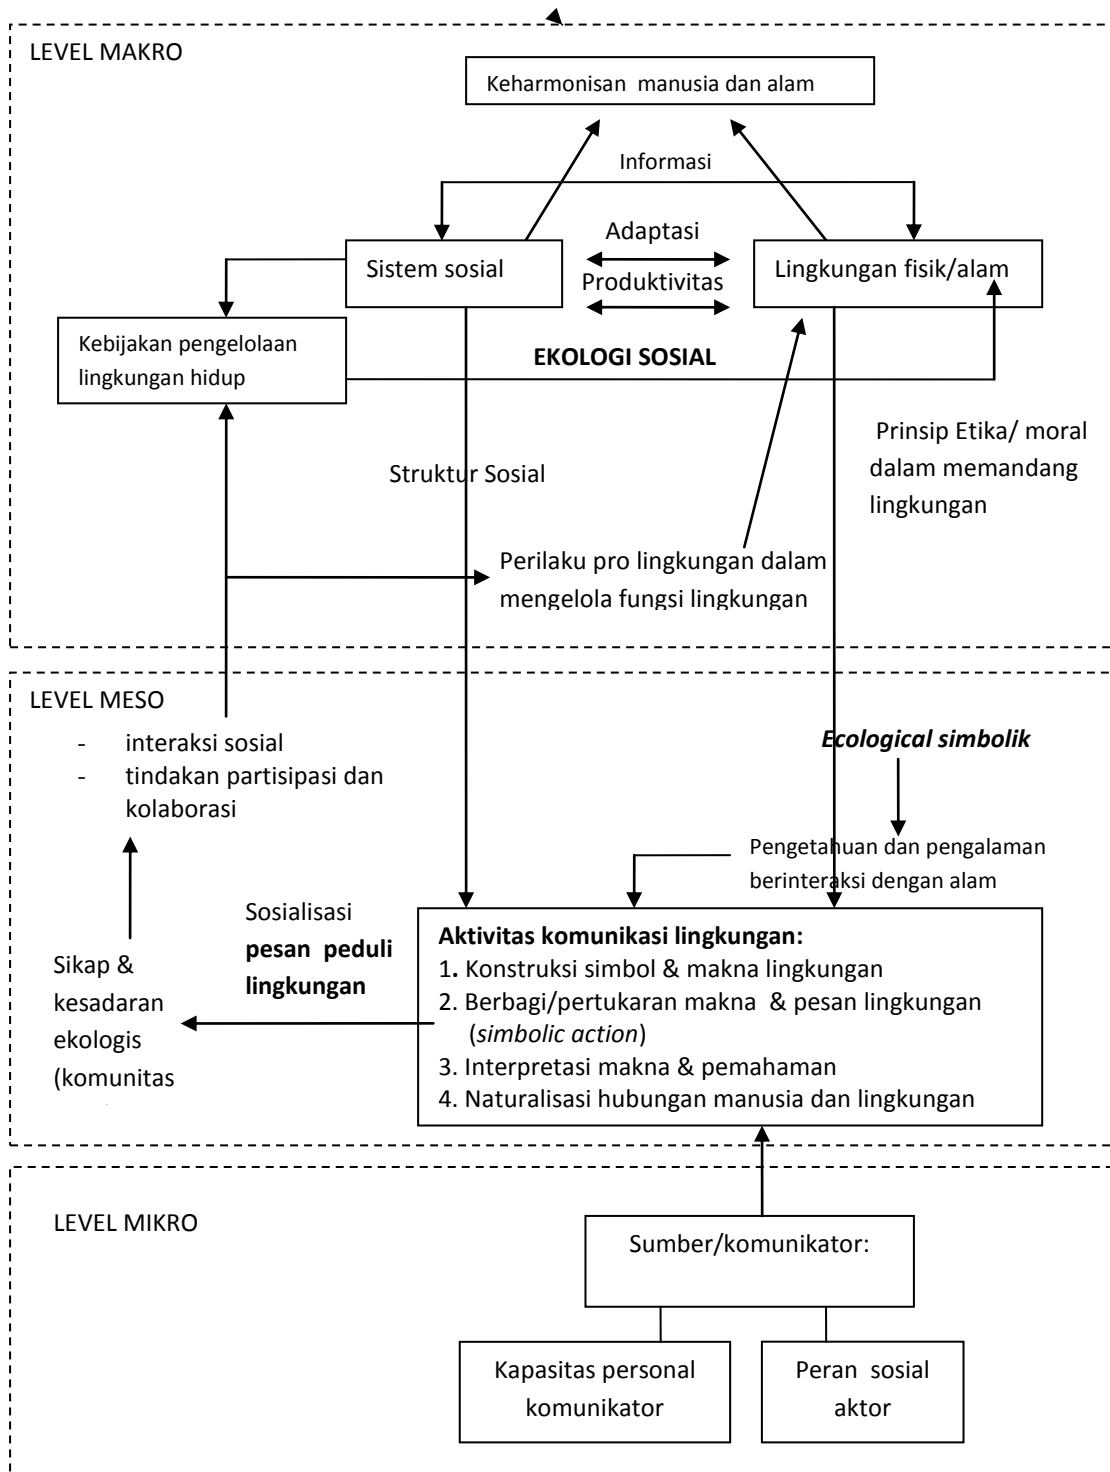 LEVEL MAKRO
Keharmonisan manusia dan alam
Informasi
Adaptasi
Sistem sosial
Lingkungan fisik/alam
Produktivitas
Kebijakan pengelolaan
lingkungan hidup
EKOLOGI SOSIAL
Prinsip Etika/ moral
dalam memandang
lingkungan
Struktur Sosial
Perilaku pro lingkungan dalam
mengelola fungsi lingkungan
LEVEL MESO
- interaksi sosial
- tindakan partisipasi dan
kolaborasi
Ecological simbolik
Pengetahuan dan pengalaman
berinteraksi dengan alam
Sosialisasi
pesan peduli
lingkungan
Sikap &
kesadaran
ekologis
(komunitas
Aktivitas komunikasi lingkungan:
1. Konstruksi simbol & makna lingkungan
2. Berbagi/pertukaran makna & pesan lingkungan
(simbolic action)
3. Interpretasi makna & pemahaman
4. Naturalisasi hubungan manusia dan lingkungan
LEVEL MIKRO
Sumber/komunikator:
Kapasitas personal
komunikator
Peran sosial
aktor